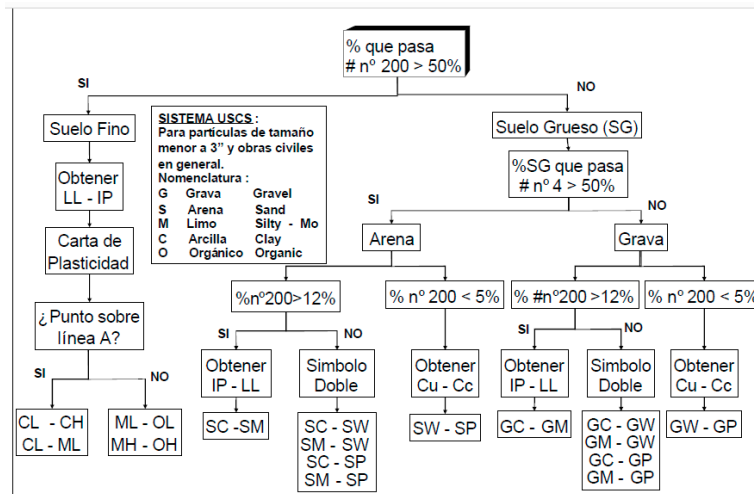 % que pasa
# nº 200 > 50%
SI
NO
Suelo Fino
SISTEMA USCS :
Para partículas de tamaño
menor a 3” y obras civiles
en general.
Nomenclatura :
G Grava Gravel
S Arena Sand
M Limo Silty - Mo
C Arcilla Clay
O Orgánico Organic
Suelo Grueso (SG)
Obtener
LL - IP
%SG que pasa
# nº 4 > 50%
SI
NO
Carta de
Plasticidad
Arena
Grava
¿Punto sobre
línea A?
%nº200>12%
% nº 200 < 5%
% #nº200 >12%
% nº 200 < 5%
SI
NO
SI
NO
SI
NO
Obtener
IP - LL
Simbolo
Doble
Obtener
Cu - Cc
Obtener
IP - LL
Simbolo
Doble
Obtener
Cu - Cc
CL - CH
CL - ML
ML - OL
MH - OH
SC -SM
SC - SW
SM - SW
SC - SP
SM - SP
SW - SP
GC - GM
GC - GW
GM - GW
GC - GP
GM - GP
GW - GP